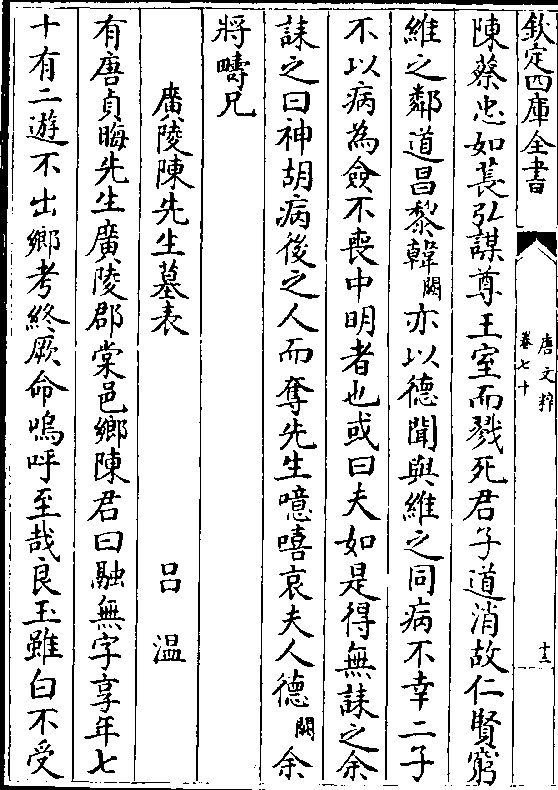 欽定四庫全書
唐文粹
卷七十
十三
陳蔡忠如萇弘謀尊王室而戮死君子道消故仁賢窮
維之鄰道昌黎韓闕亦以德聞與維之同病不幸二子
不以病為僉不喪中明者也或曰夫如是得無誄之余
誄之曰神胡病後之人而奪先生噫嘻哀夫人德闕余
將疇兄
廣陵陳先生墓表
吕温
有唐貞晦先生廣陵郡棠邑鄉陳君曰融無字享年七
十有二遊不出鄉考終厥命嗚呼至哉良玉雖白不受